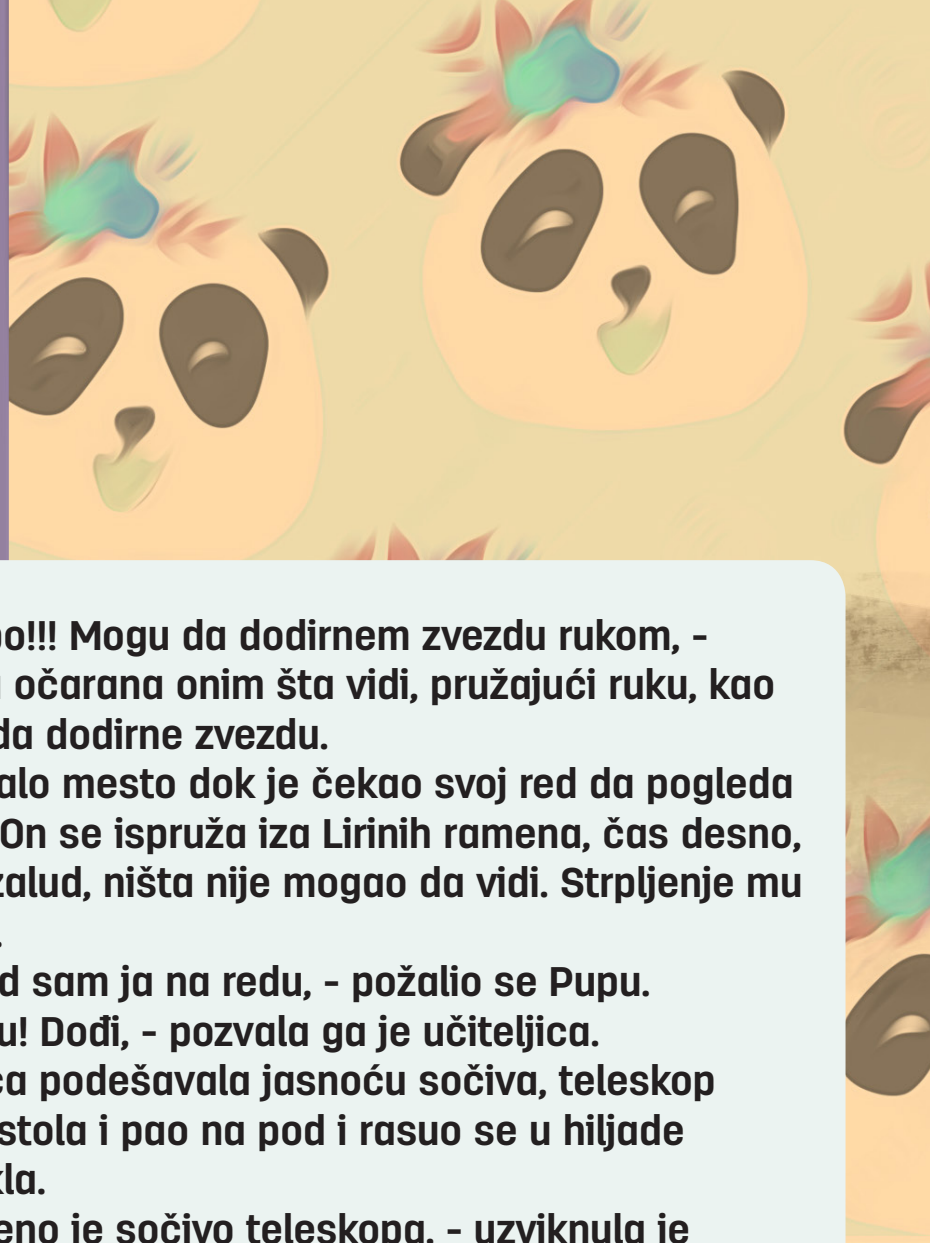 oo!!! Mogu da dodirnem zvezdu rukom, -
očarana onim šta vidi, pružajući ruku, kao
da dodirne zvezdu.
alo mesto dok je čekao svoj red da pogleda
On se ispruža iza Lirinih ramena, čas desno,
zalud, ništa nije mogao da vidi. Strpljenje mu
.
d sam ja na redu, - požalio se Pupu.
u! Dođi, - pozvala ga je učiteljica.
ca podešavala jasnoću sočiva, teleskop
stola i pao na pod i rasuo se u hiljade
kla.
eno je sočivo teleskopa, - uzviknula je